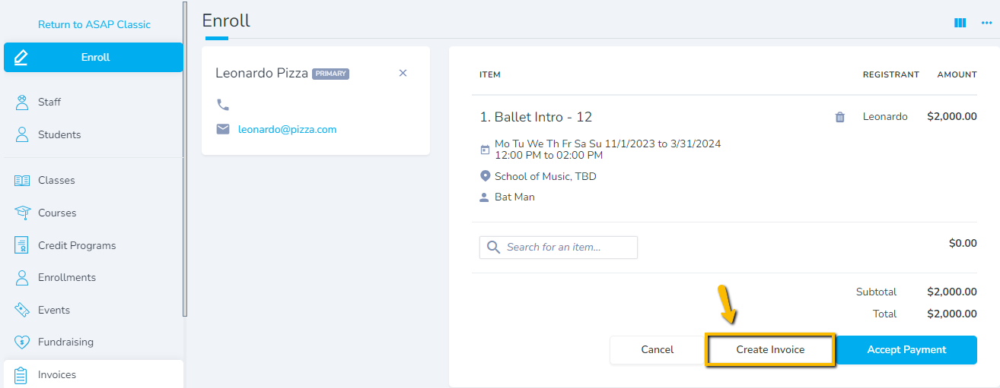 Return to ASAP Classic
Enroll
Staff
Students
Classes
Courses
Credit Programs
Enrollments
Events
Fundraising
Invoices
Enroll
Leonardo Pizza PRIMARY
leonardo@pizza.com
ITEM REGISTRANT AMOUNT
1. Ballet Intro - 12 Leonardo $2,000.00
Mo Tu We Th Fr Sa Su 11/1/2023 to 3/31/2024
12:00 PM to 02:00 PM
School of Music, TBD
Bat Man
Search for an item... $0.00
Subtotal $2,000.00
Total $2,000.00
Cancel Create Invoice Accept Payment